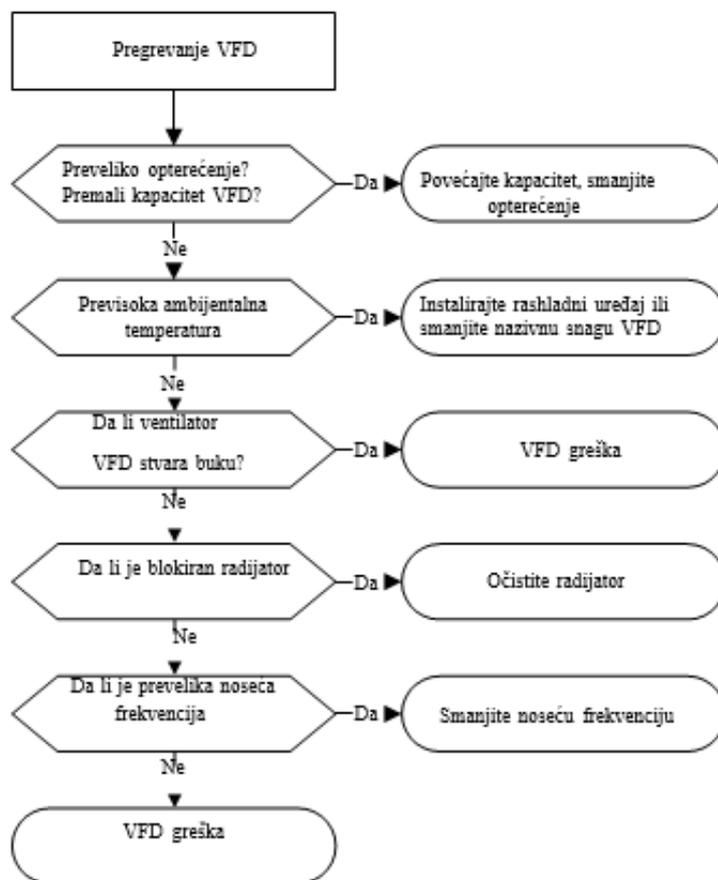 Pregrevanje VFD
Preveliko opterećenje?
Premali kapacitet VFD?
Da
Povećajte kapacitet, smanjite
opterećenje
Ne
Previsoka ambijentalna
temperatura
Da
Instalirajte rashladni uređaj ili
smanjite nazivnu snagu VFD
Ne
Da li ventilator
VFD stvara buku?
Da
VFD greška
Ne
Da li je blokiran radijator
Da
Očistite radijator
Ne
Da li je prevelika noseća
frekvencija
Da
Smanjite noseću frekvenciju
Ne
VFD greška